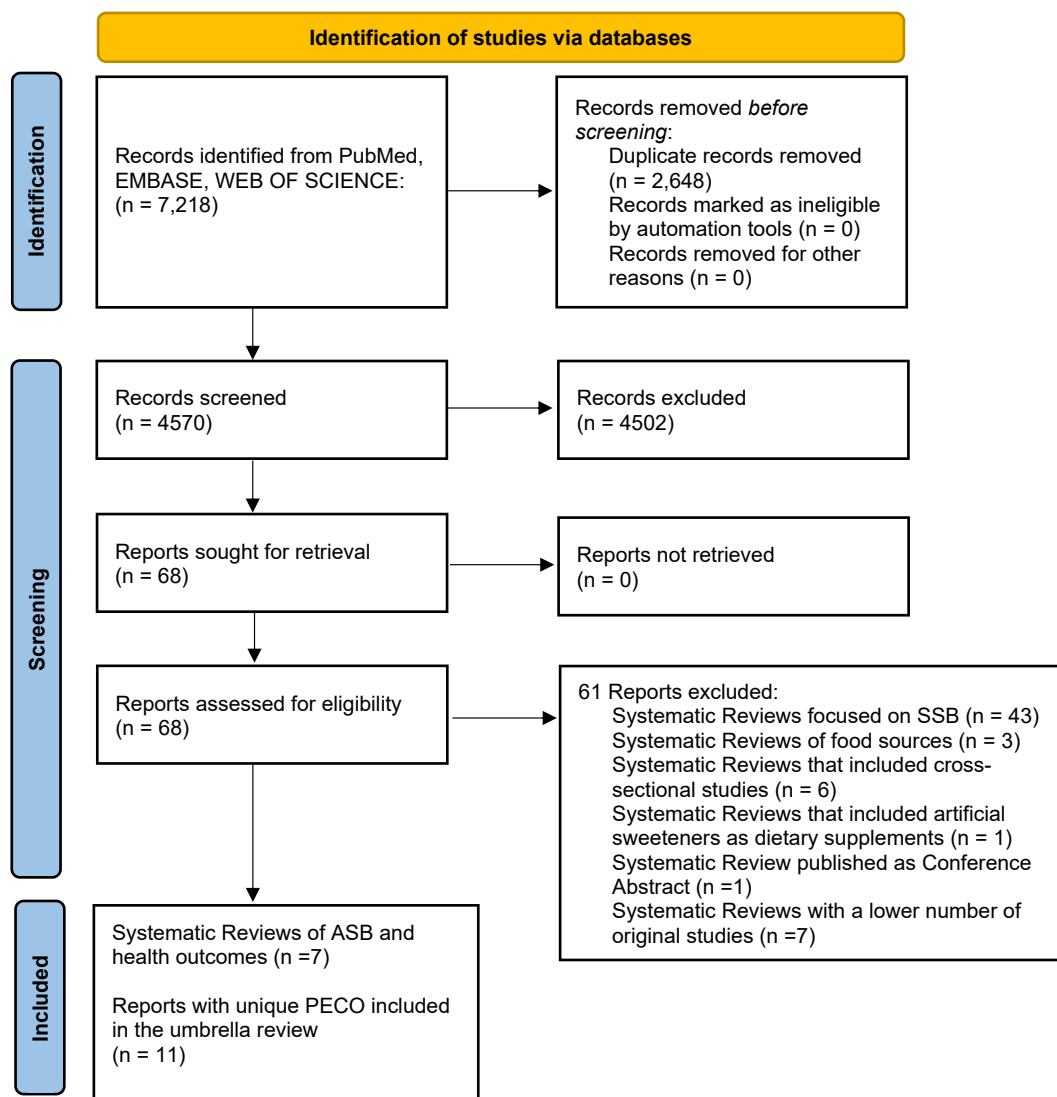 Identification of studies via databases
Identification
Records identified from PubMed,
EMBASE, WEB OF SCIENCE:
(n = 7,218)
Records removed before
screening:
Duplicate records removed
(n = 2,648)
Records marked as ineligible
by automation tools (n = 0)
Records removed for other
reasons (n = 0)
Screening
Records screened
(n = 4570)
Records excluded
(n = 4502)
Reports sought for retrieval
(n = 68)
Reports not retrieved
(n = 0)
Reports assessed for eligibility
(n = 68)
61 Reports excluded:
Systematic Reviews focused on SSB (n = 43)
Systematic Reviews of food sources (n = 3)
Systematic Reviews that included cross-
sectional studies (n = 6)
Systematic Reviews that included artificial
sweeteners as dietary supplements (n = 1)
Systematic Review published as Conference
Abstract (n =1)
Systematic Reviews with a lower number of
original studies (n =7)
Included
Systematic Reviews of ASB and
health outcomes (n =7)
Reports with unique PECO included
in the umbrella review
(n = 11)